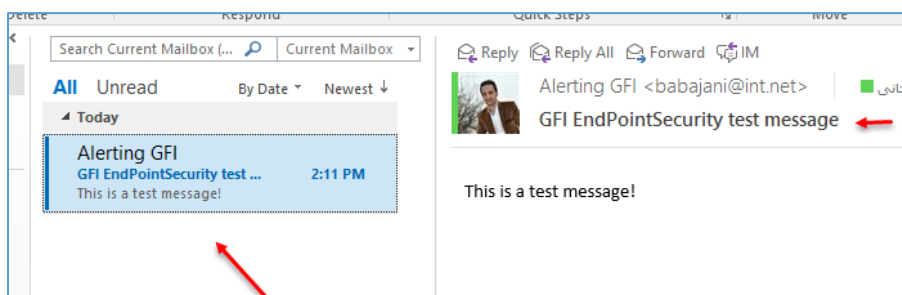 Respond
Quick Steps
Move
Search Current Mailbox (... Current Mailbox
All Unread By Date Newest ↓
Today
Alerting GFI
GFI EndPointSecurity test ... 2:11 PM
This is a test message!
Reply Reply All Forward IM
Alerting GFI <babajani@int.net>
GFI EndPointSecurity test message
This is a test message!